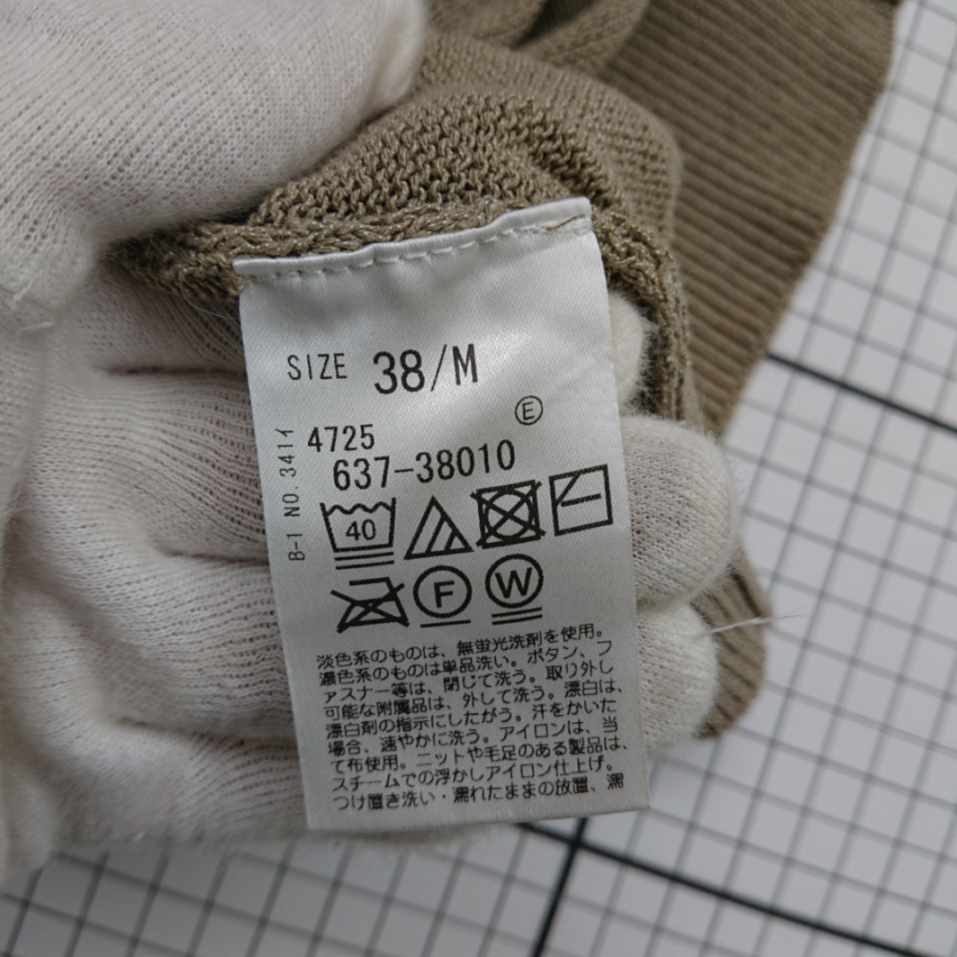 SIZE 38/M
E
4725
637-38010
B-1 NO.341イ
40
F W
淡色系のものは、無蛍光洗剤を使用。
濃色系のものは単品洗い。ボタン、フ
ァスナー等は、閉じて洗う。取り外し
可能な附属品は、外して洗う。漂白は、
漂白剤の指示にしたがう。汗をかいた
場合、速やかに洗う。アイロンは、当
て布使用。ニットや毛足のある製品は、
スチームでの浮かしアイロン仕上げ。
つけ置き洗い・濡れたままの放置、濡